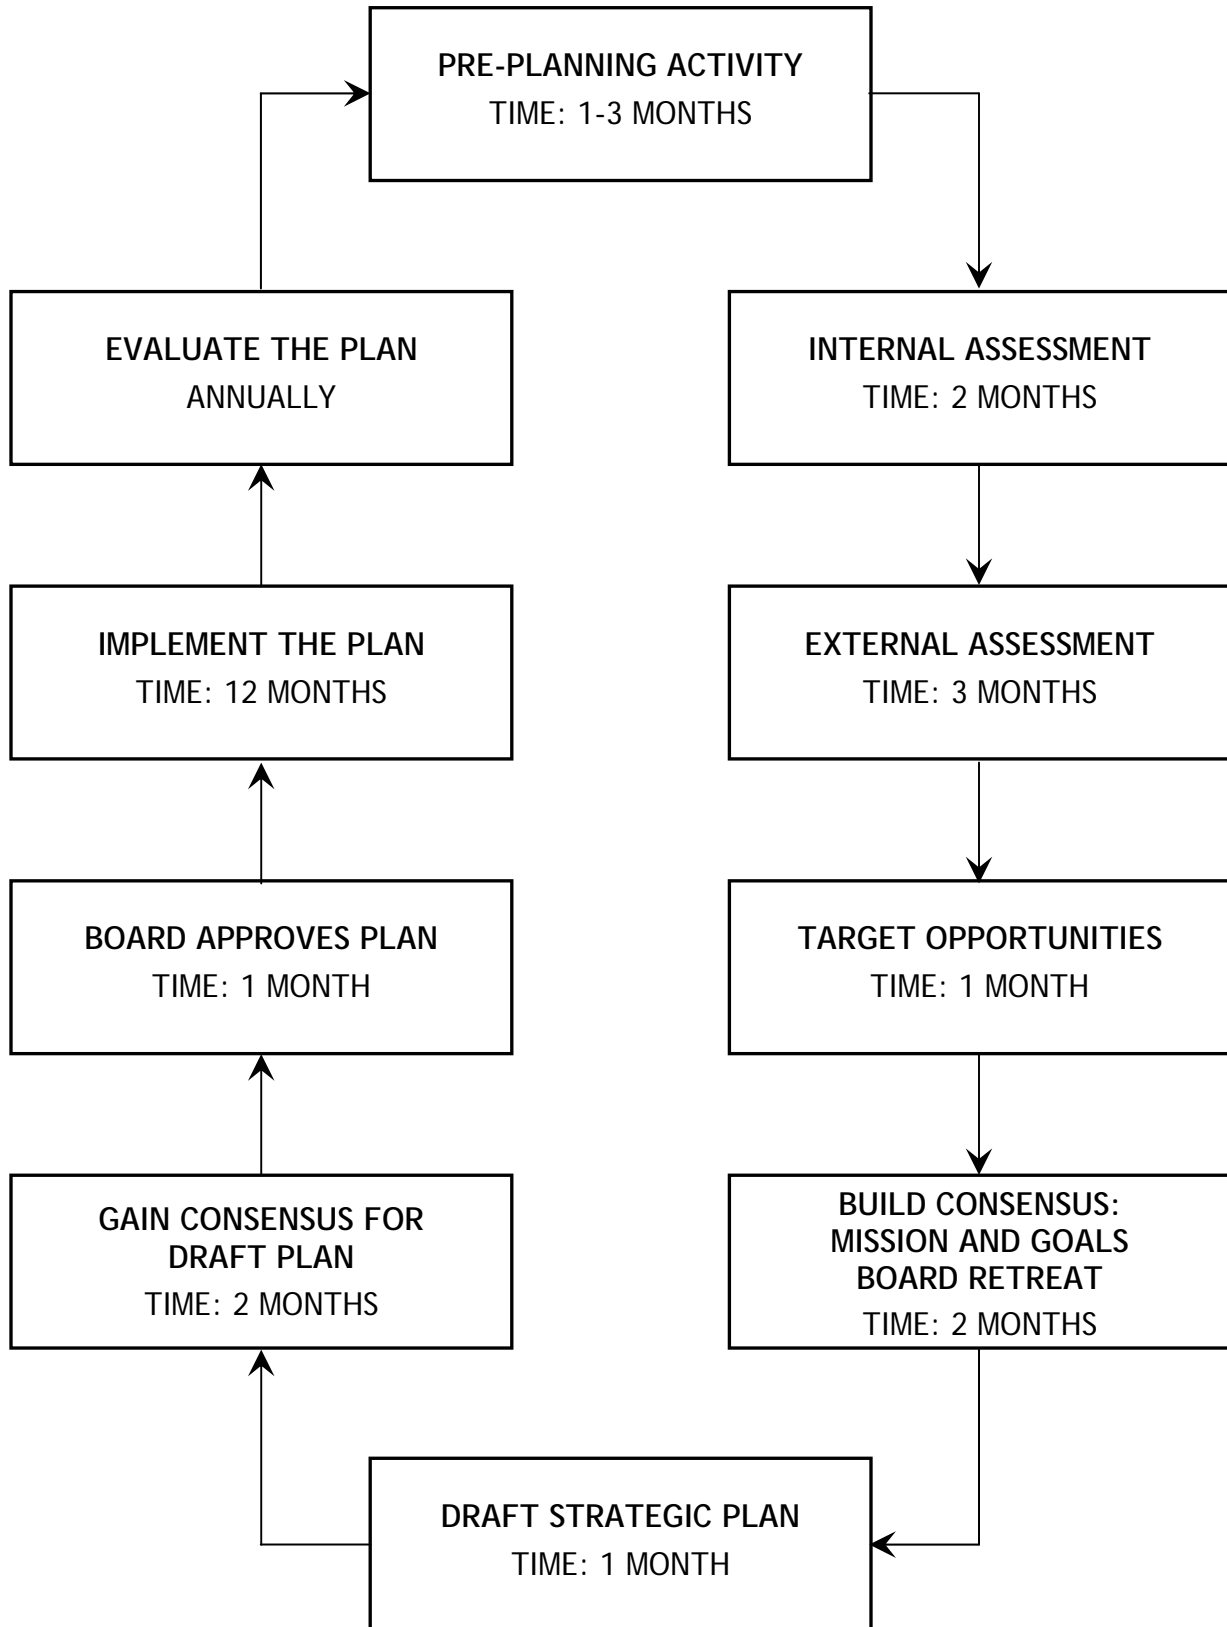 PRE-PLANNING ACTIVITY
TIME: 1-3 MONTHS
INTERNAL ASSESSMENT
TIME: 2 MONTHS
EXTERNAL ASSESSMENT
TIME: 3 MONTHS
TARGET OPPORTUNITIES
TIME: 1 MONTH
BUILD CONSENSUS:
MISSION AND GOALS
BOARD RETREAT
TIME: 2 MONTHS
DRAFT STRATEGIC PLAN
TIME: 1 MONTH
GAIN CONSENSUS FOR
DRAFT PLAN
TIME: 2 MONTHS
BOARD APPROVES PLAN
TIME: 1 MONTH
IMPLEMENT THE PLAN
TIME: 12 MONTHS
EVALUATE THE PLAN
ANNUALLY